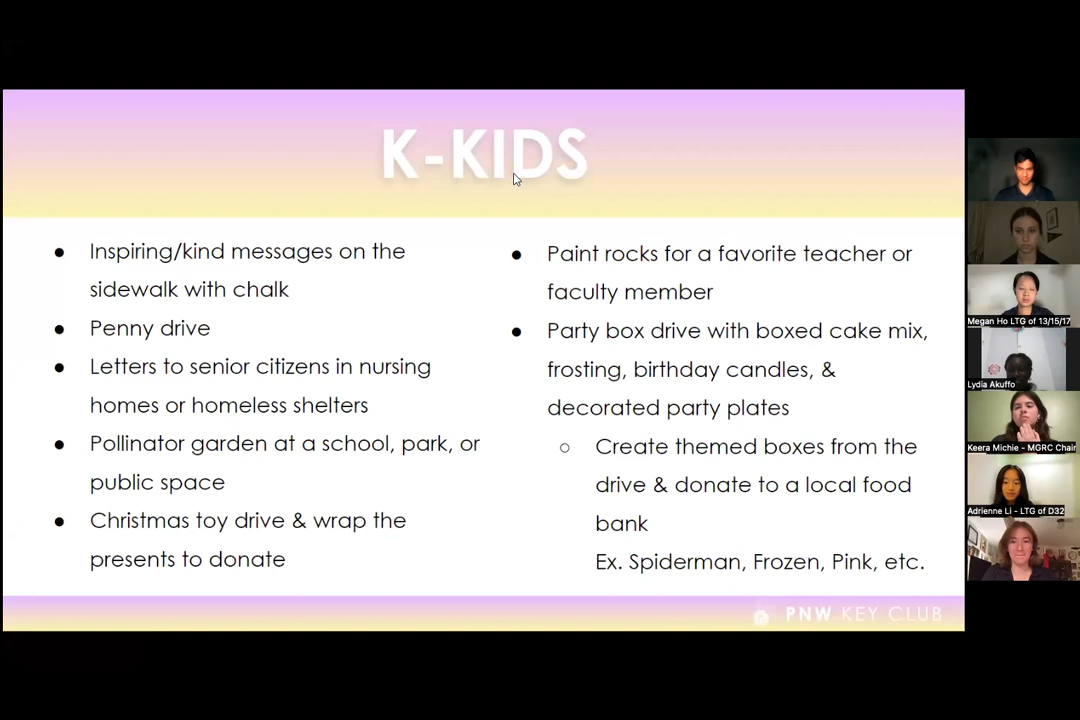 K-KIDS
● Inspiring/kind messages on the
sidewalk with chalk
● Penny drive
● Letters to senior citizens in nursing
homes or homeless shelters
● Pollinator garden at a school, park, or
public space
● Christmas toy drive & wrap the
presents to donate
● Paint rocks for a favorite teacher or
faculty member
● Party box drive with boxed cake mix,
frosting, birthday candles, &
decorated party plates
○ Create themed boxes from the
drive & donate to a local food
bank
Ex. Spiderman, Frozen, Pink, etc.
PNW KEY CLUB
Megan Ho LTG of 13/15/17
Lydia Akuffo
Keera Michie - MGRC Chair
Adrienne Li - LTG of D32